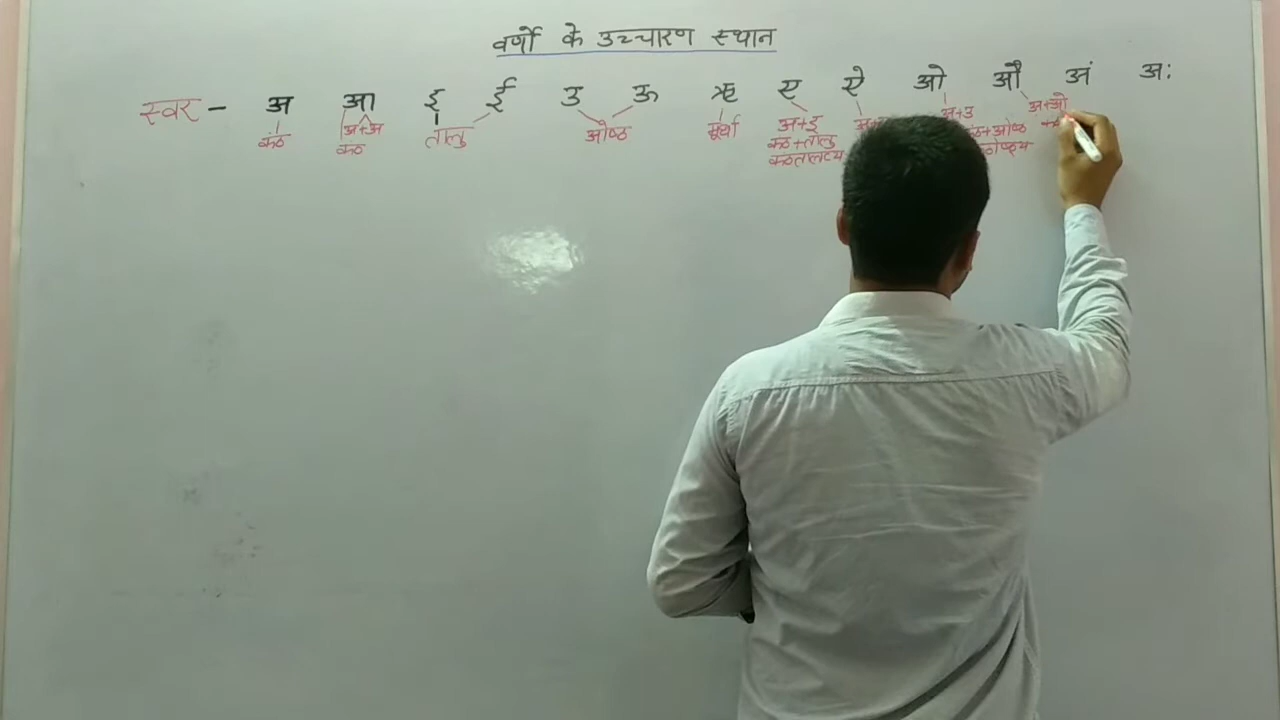 वर्णो के उच्चारण स्थान
स्वर - अ आ इ ई उ ऊ ऋ ए ऐ ओ औ अं अः
कंठ अ+अ तालु ओष्ठ मूर्धा अ+इ अ+उ अ+ओ
कंठ कंठ+तालु +ओष्ठ
कंठतालव्य